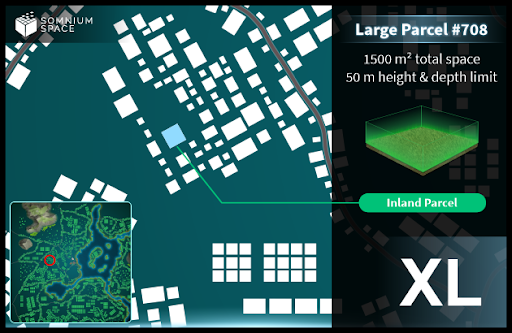 SOMNIUM
SPACE
Large Parcel #708
1500 m² total space
50 m height & depth limit
Inland Parcel
XL